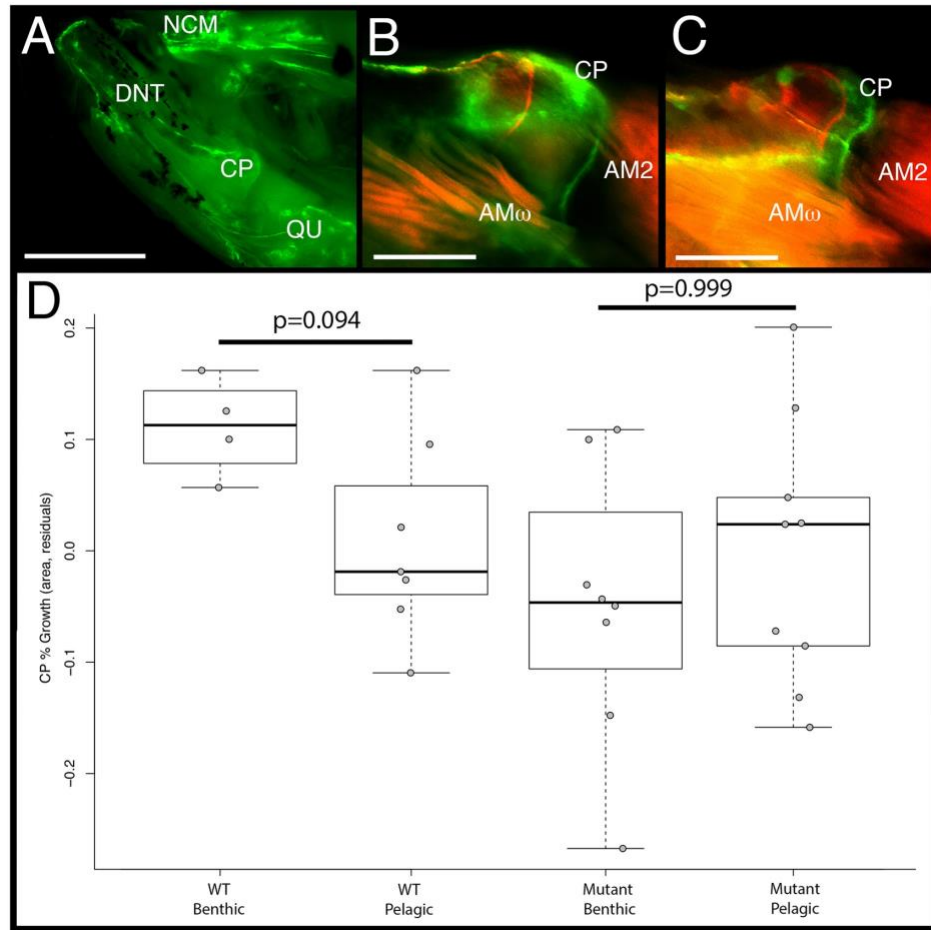 A
NCM
DNT
CP
QU
B
CP
AM2
AMω
C
CP
AM2
AMω
D
p=0.094
p=0.999
CP % Growth (area, residuals)
0.2
0.1
0.0
−0.1
−0.2
WT
Benthic
WT
Pelagic
Mutant
Benthic
Mutant
Pelagic